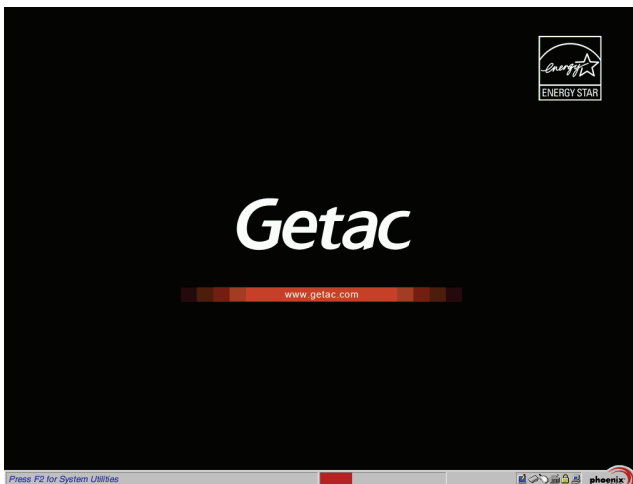 energy
ENERGY STAR
Getac
www.getac.com
Press F2 for System Utilities
phoenix